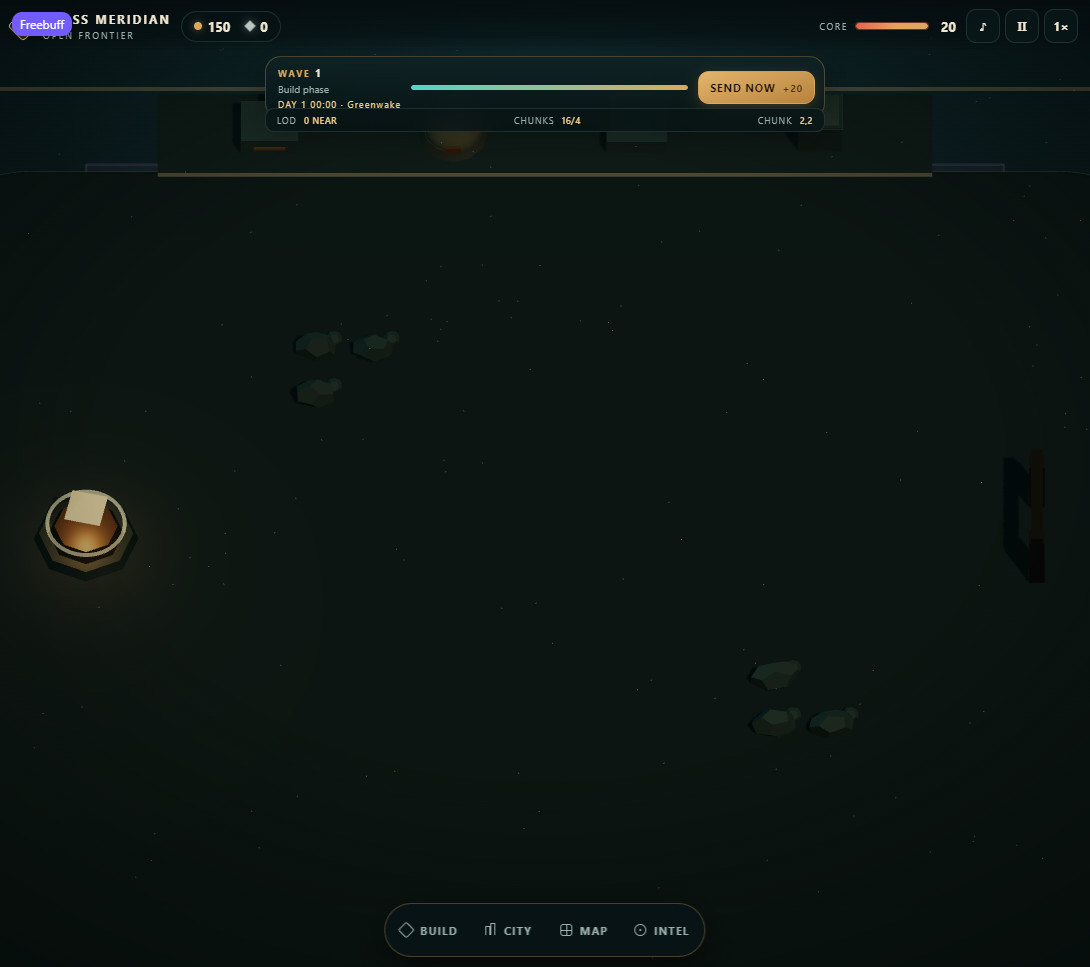 Freebuff
SS MERIDIAN
OPEN FRONTIER
150 0
CORE 20 1×
WAVE 1
Build phase
DAY 1 00:00 · Greenwake
SEND NOW +20
LOD 0 NEAR CHUNKS 16/4 CHUNK 2,2
BUILD CITY MAP INTEL